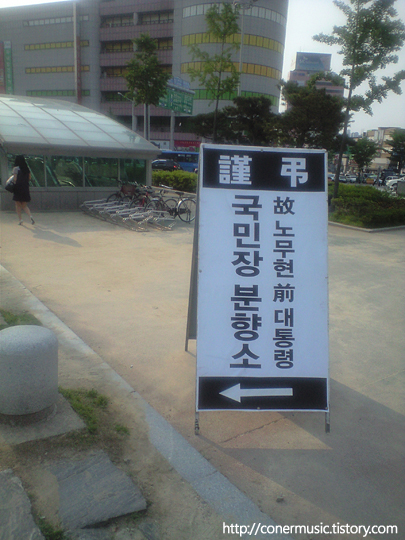 謹 弔
故 노무현 前 대통령
국민장 분향소
http://conermusic.tistory.com